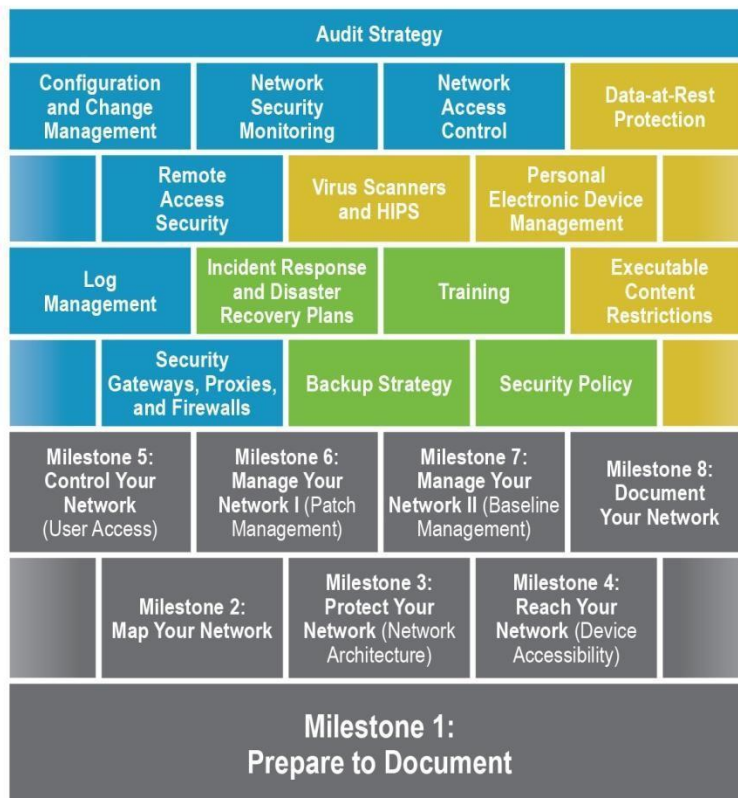 Audit Strategy
Configuration
and Change
Management
Network
Security
Monitoring
Network
Access
Control
Data-at-Rest
Protection
Remote
Access
Security
Virus Scanners
and HIPS
Personal
Electronic Device
Management
Log
Management
Incident Response
and Disaster
Recovery Plans
Training
Executable
Content
Restrictions
Security
Gateways, Proxies,
and Firewalls
Backup Strategy
Security Policy
Milestone 5:
Control Your
Network
(User Access)
Milestone 6:
Manage Your
Network I (Patch
Management)
Milestone 7:
Manage Your
Network II (Baseline
Management)
Milestone 8:
Document
Your Network
Milestone 2:
Map Your Network
Milestone 3:
Protect Your
Network (Network
Architecture)
Milestone 4:
Reach Your
Network (Device
Accessibility)
Milestone 1:
Prepare to Document